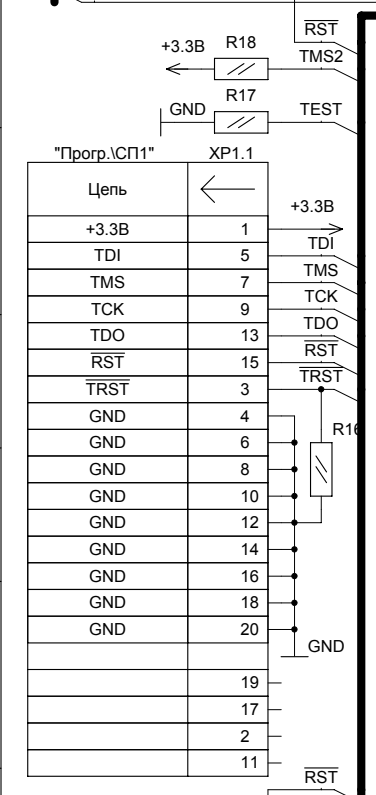 RST
+3.3В R18 TMS2
R17
GND TEST
"Прогр.\СП1" XP1.1
Цепь
+3.3В
+3.3В 1
TDI 5 TDI
TMS 7 TMS
TCK 9 TCK
TDO 13 TDO
RST 15 RST
TRST 3 TRST
GND 4
R16
GND 6
GND 8
GND 10
GND 12
GND 14
GND 16
GND 18
GND 20
GND
19
17
2
11
RST